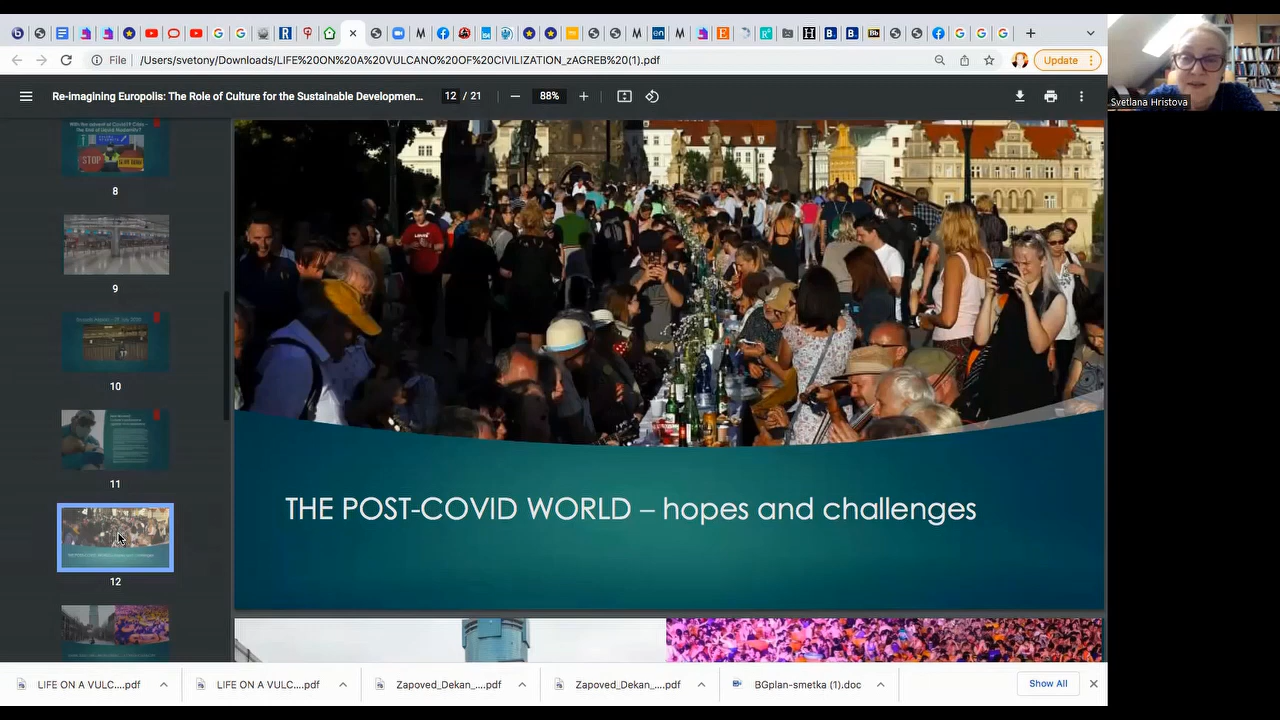 File
/Users/svetony/Downloads/LIFE%20ON%20A%20VULCANO%20OF%20CIVILIZATION_zAGREB%20(1).pdf
Update
Re-imagining Europolis: The Role of Culture for the Sustainable Developmen...
12 / 21
88%
Svetlana Hristova
STOP
8
9
10
11
12
THE POST-COVID WORLD – hopes and challenges
LIFE ON A VULC....pdf
LIFE ON A VULC....pdf
Zapoved_Dekan_....pdf
Zapoved_Dekan_....pdf
BGplan-smetka (1).doc
Show All